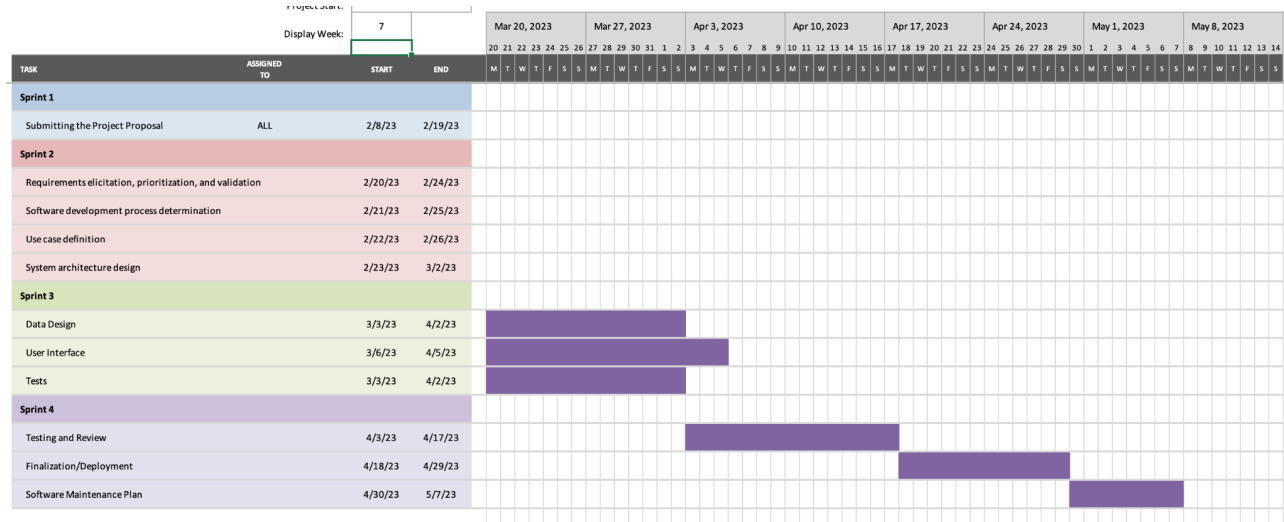 Project Start:
Display Week: 7
Mar 20, 2023 Mar 27, 2023 Apr 3, 2023 Apr 10, 2023 Apr 17, 2023 Apr 24, 2023 May 1, 2023 May 8, 2023
20 21 22 23 24 25 26 27 28 29 30 31 1 2 3 4 5 6 7 8 9 10 11 12 13 14 15 16 17 18 19 20 21 22 23 24 25 26 27 28 29 30 1 2 3 4 5 6 7 8 9 10 11 12 13 14
TASK ASSIGNED TO START END M T W T F S S M T W T F S S M T W T F S S M T W T F S S M T W T F S S M T W T F S S M T W T F S S M T W T F S S
Sprint 1
Submitting the Project Proposal ALL 2/8/23 2/19/23
Sprint 2
Requirements elicitation, prioritization, and validation 2/20/23 2/24/23
Software development process determination 2/21/23 2/25/23
Use case definition 2/22/23 2/26/23
System architecture design 2/23/23 3/2/23
Sprint 3
Data Design 3/3/23 4/2/23
User Interface 3/6/23 4/5/23
Tests 3/3/23 4/2/23
Sprint 4
Testing and Review 4/3/23 4/17/23
Finalization/Deployment 4/18/23 4/29/23
Software Maintenance Plan 4/30/23 5/7/23